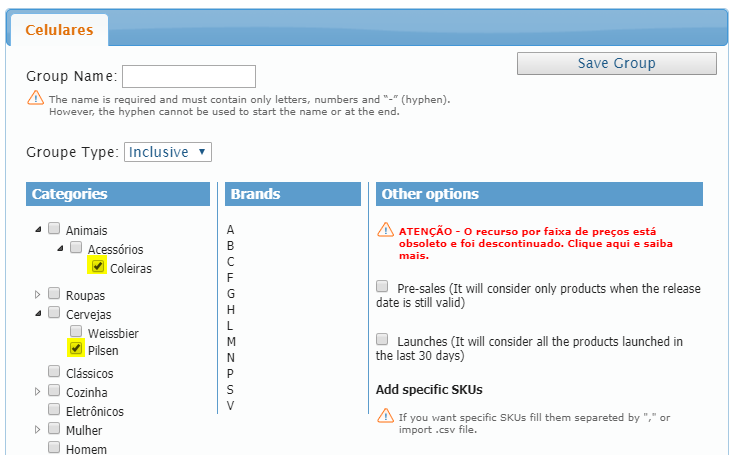 Celulares
Save Group
Group Name:
The name is required and must contain only letters, numbers and “-” (hyphen).
However, the hyphen cannot be used to start the name or at the end.
Groupe Type: Inclusive
Categories
Animais
Acessórios
Coleiras
Roupas
Cervejas
Weissbier
Pilsen
Clássicos
Cozinha
Eletrônicos
Mulher
Homem
Brands
A
B
C
F
G
H
L
M
N
P
S
V
Other options
ATENÇÃO - O recurso por faixa de preços está
obsoleto e foi descontinuado. Clique aqui e saiba
mais.
Pre-sales (It will consider only products when the release
date is still valid)
Launches (It will consider all the products launched in
the last 30 days)
Add specific SKUs
If you want specific SKUs fill them separeted by "," or
import .csv file.